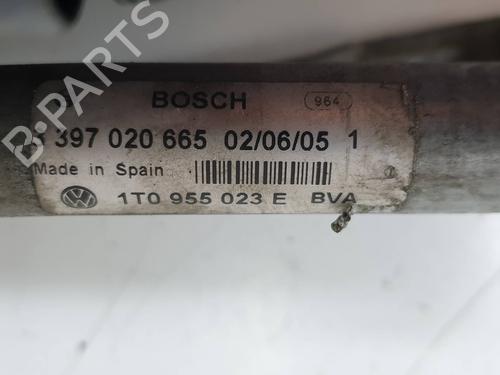 BOSCH 964
397 020 665 02/06/05 1
Made in Spain
1T0 955 023 E BVA
B-PARTS